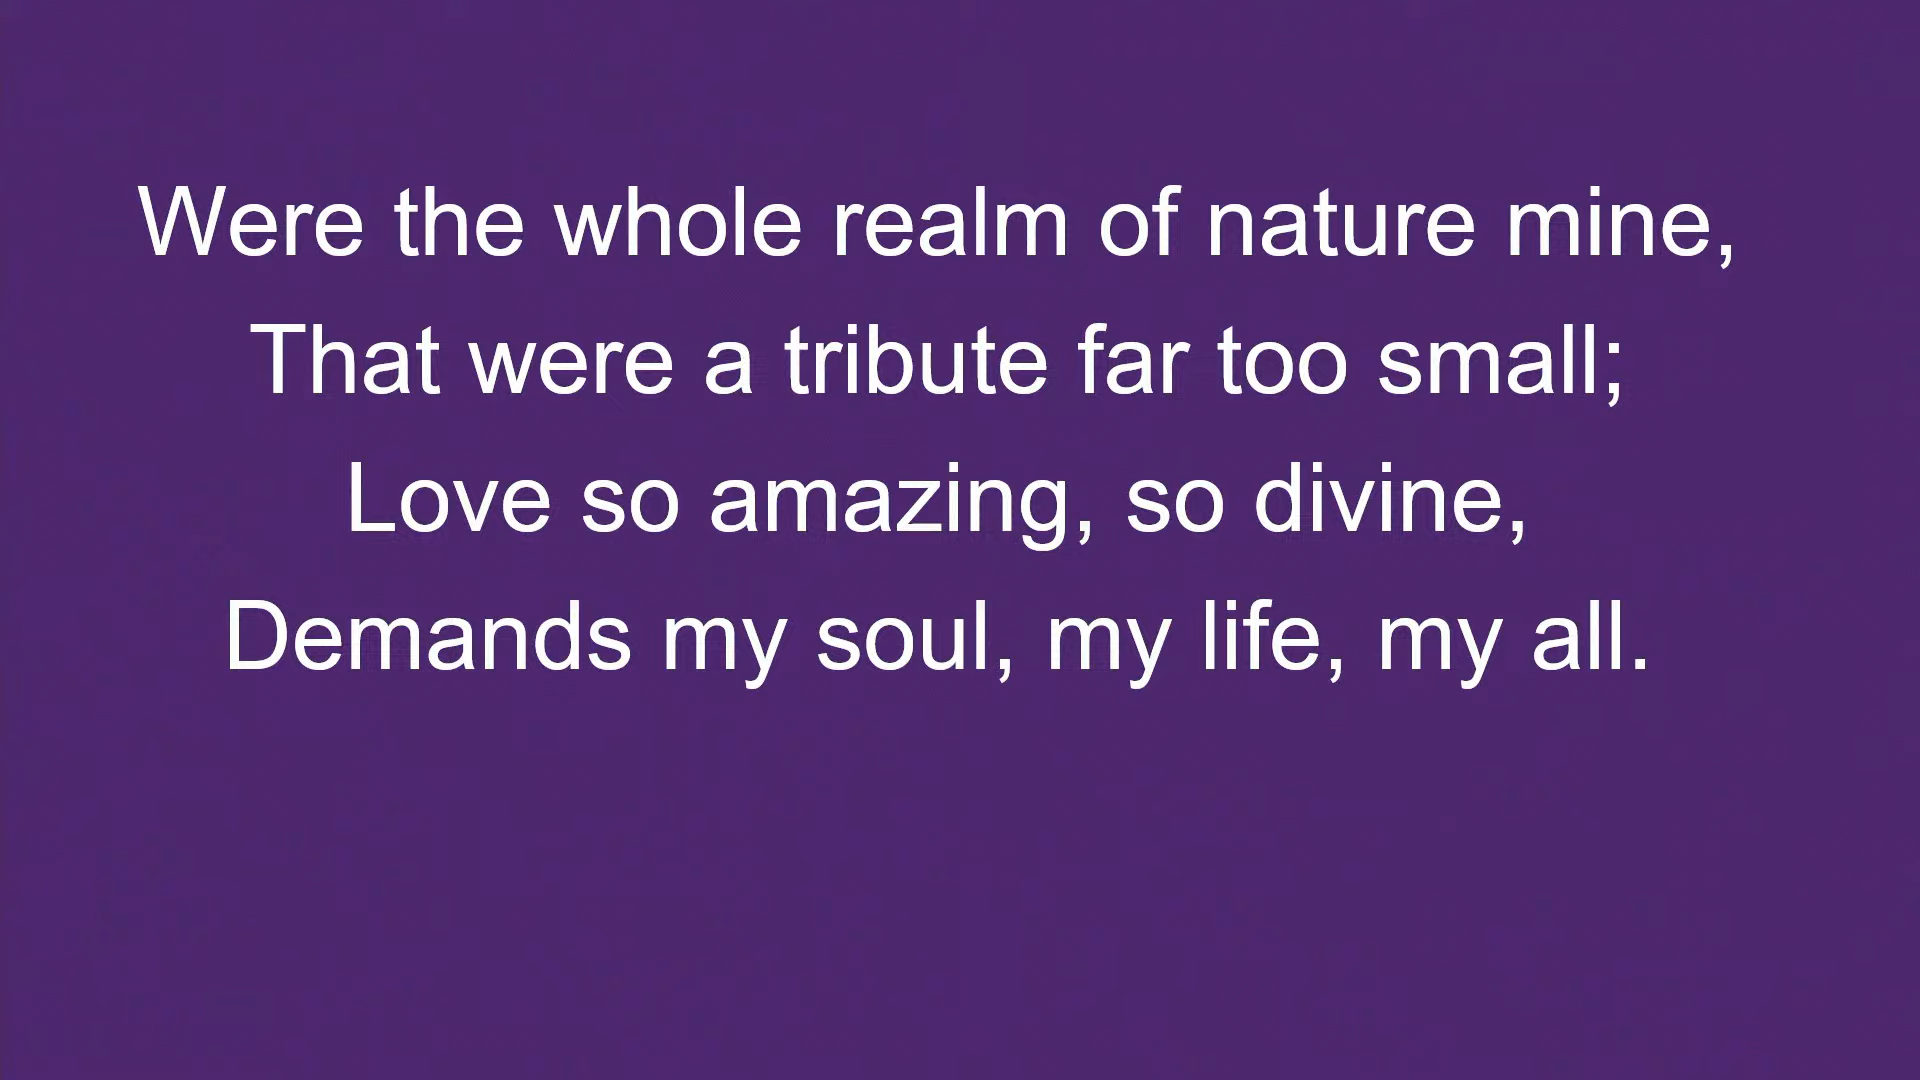 Were the whole realm of nature mine,
That were a tribute far too small;
Love so amazing, so divine,
Demands my soul, my life, my all.